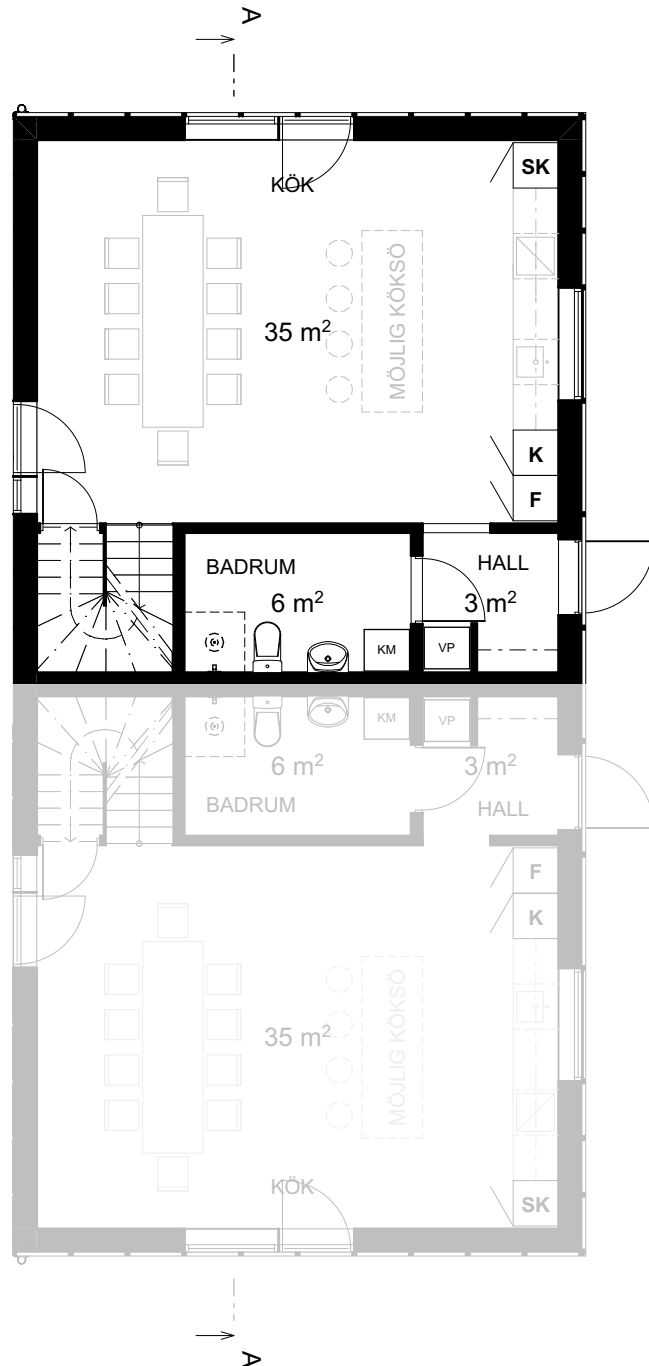 A
SK
KÖK
MÖJLIG KÖKSÖ
35 m²
K
F
BADRUM
HALL
6 m²
3 m²
KM
VP
KM
VP
6 m²
3 m²
BADRUM
HALL
F
K
35 m²
MÖJLIG KÖKSÖ
KÖK
SK
A